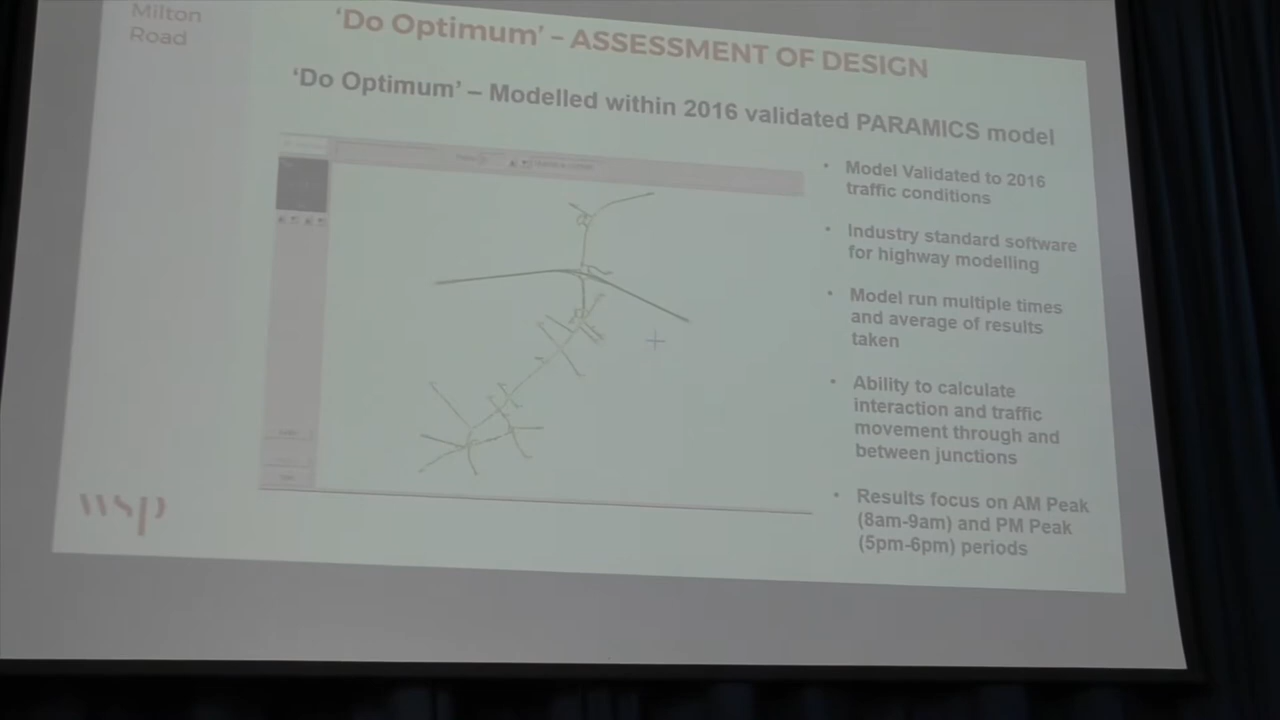 Milton
Road
‘Do Optimum’ – ASSESSMENT OF DESIGN
‘Do Optimum’ – Modelled within 2016 validated PARAMICS model
• Model Validated to 2016
traffic conditions
• Industry standard software
for highway modelling
• Model run multiple times
and average of results
taken
• Ability to calculate
interaction and traffic
movement through and
between junctions
• Results focus on AM Peak
(8am-9am) and PM Peak
(5pm-6pm) periods
wsp